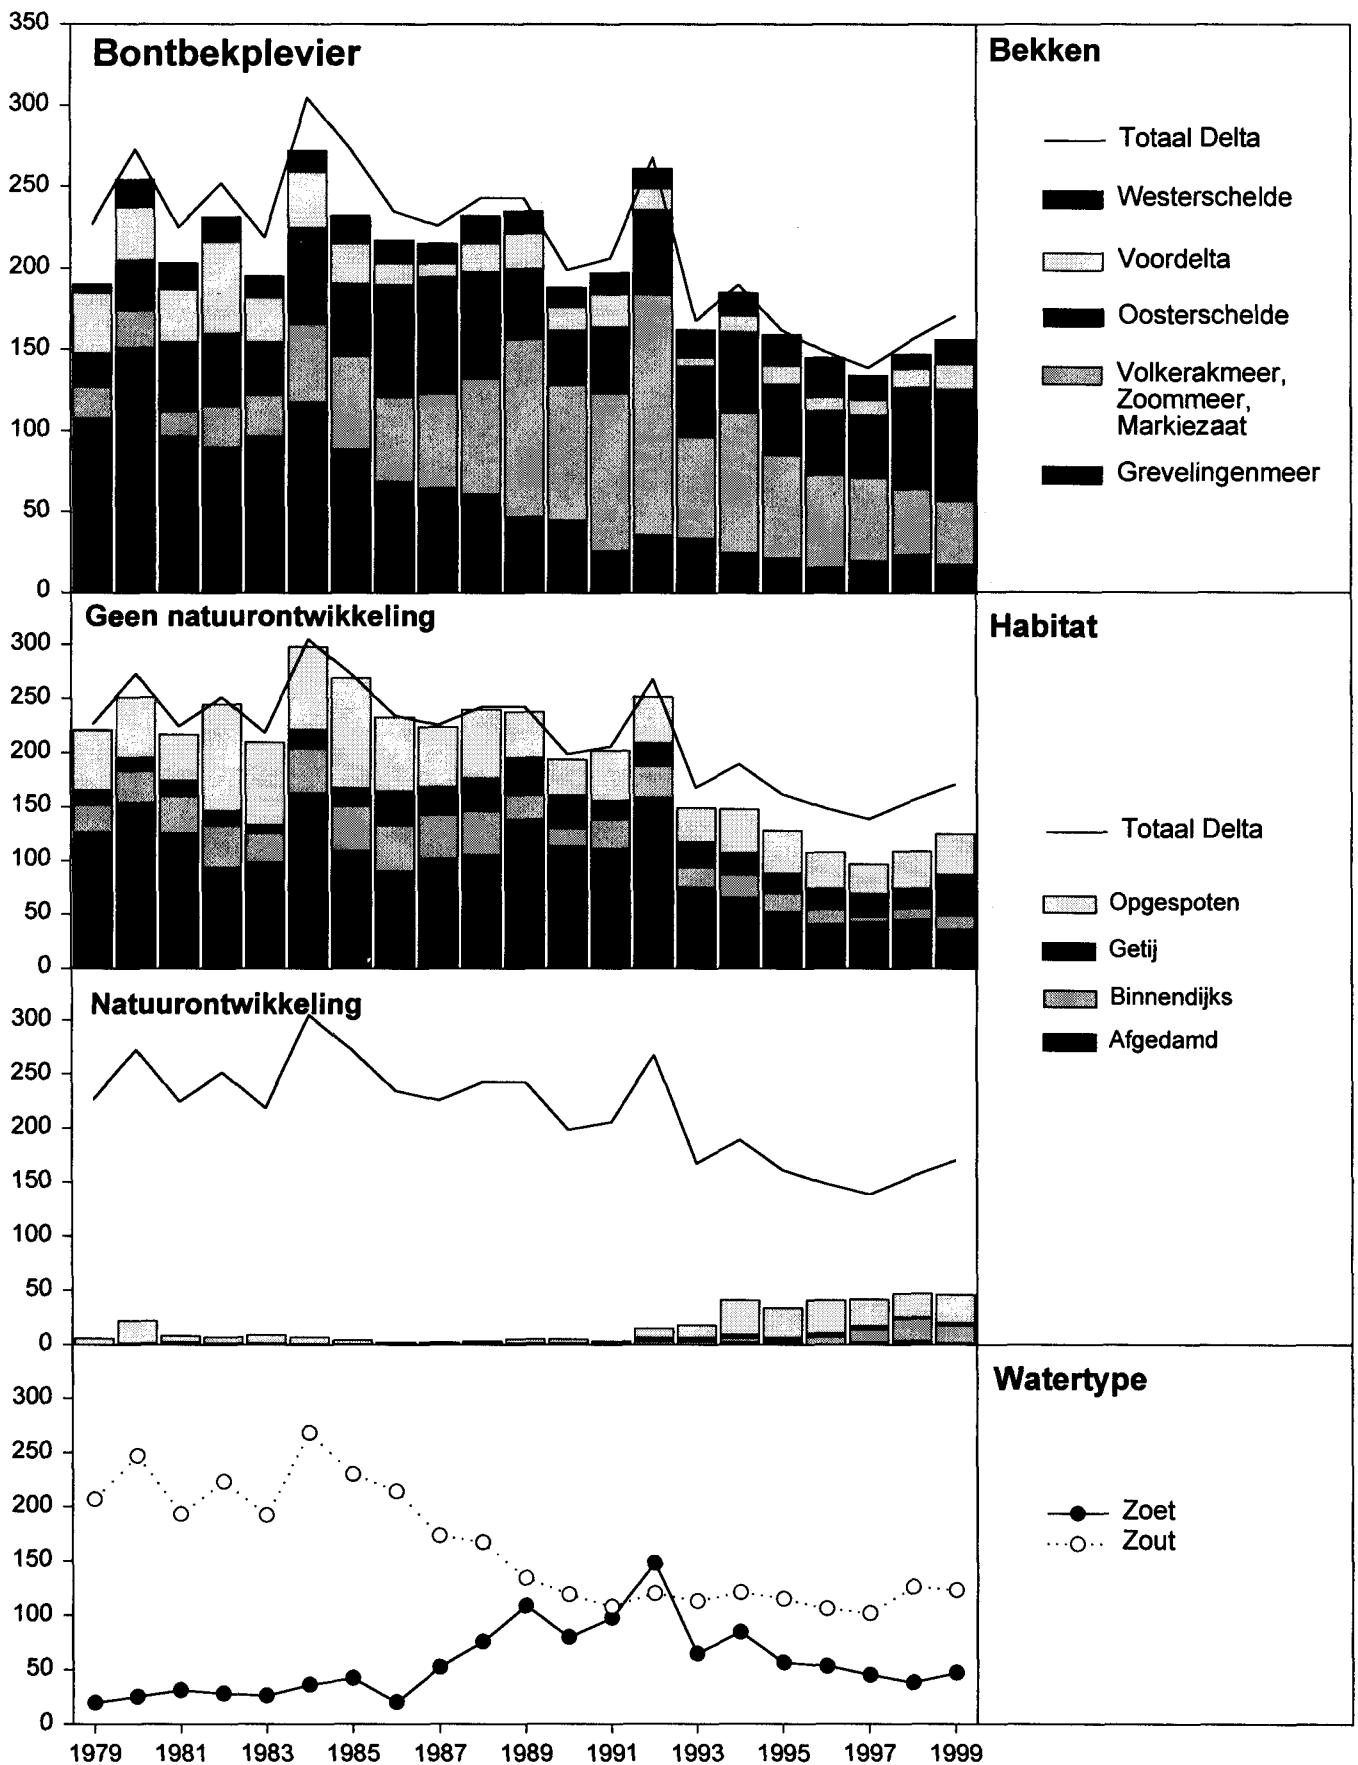 350
300
250
200
150
100
50
0
Bontbekplevier
Bekken
Totaal Delta
Westerschelde
Voordelta
Oosterschelde
Volkerakmeer,
Zoommeer,
Markiezaat
Grevelingenmeer
Geen natuurontwikkeling
300
250
200
150
100
50
0
Habitat
Totaal Delta
Opgespoten
Getij
Binnendijks
Afgedamd
Natuurontwikkeling
300
250
200
150
100
50
0
Watertype
300
250
200
150
100
50
0
Zoet
Zout
1979 1981 1983 1985 1987 1989 1991 1993 1995 1997 1999